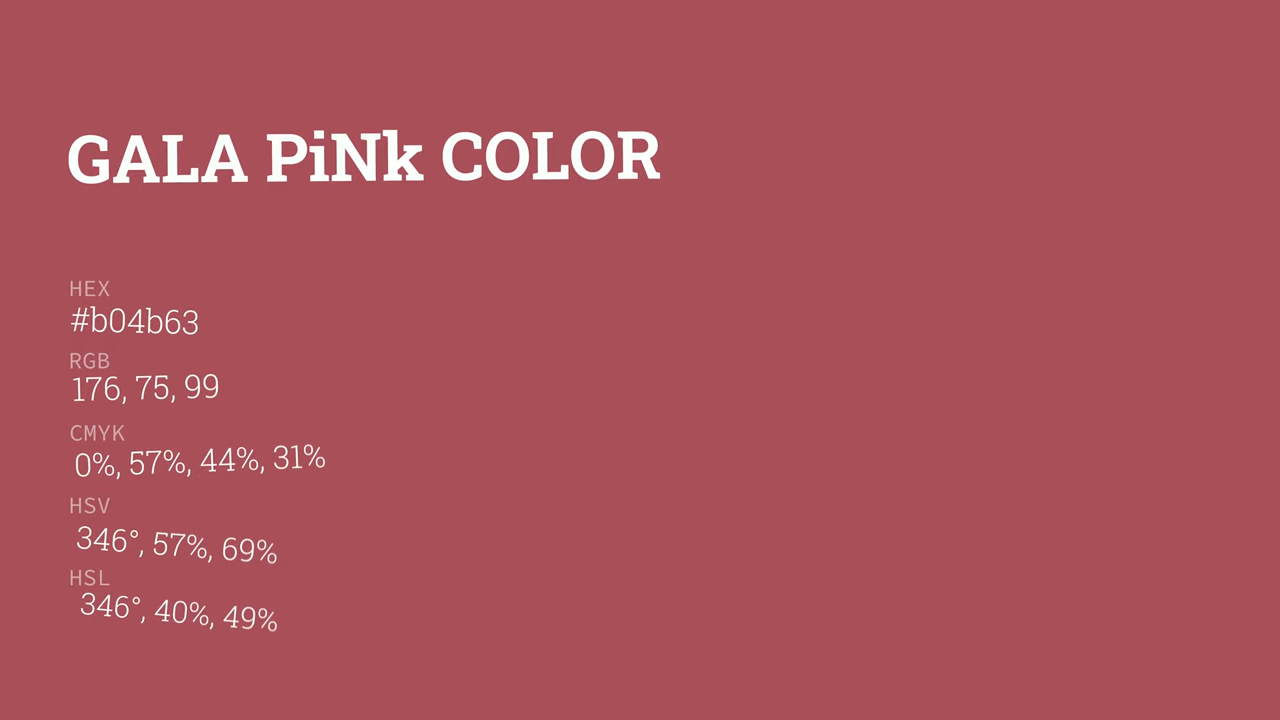 GALA PiNk COLOR
HEX
#b04b63
RGB
176, 75, 99
CMYK
0%, 57%, 44%, 31%
HSV
346°, 57%, 69%
HSL
346°, 40%, 49%